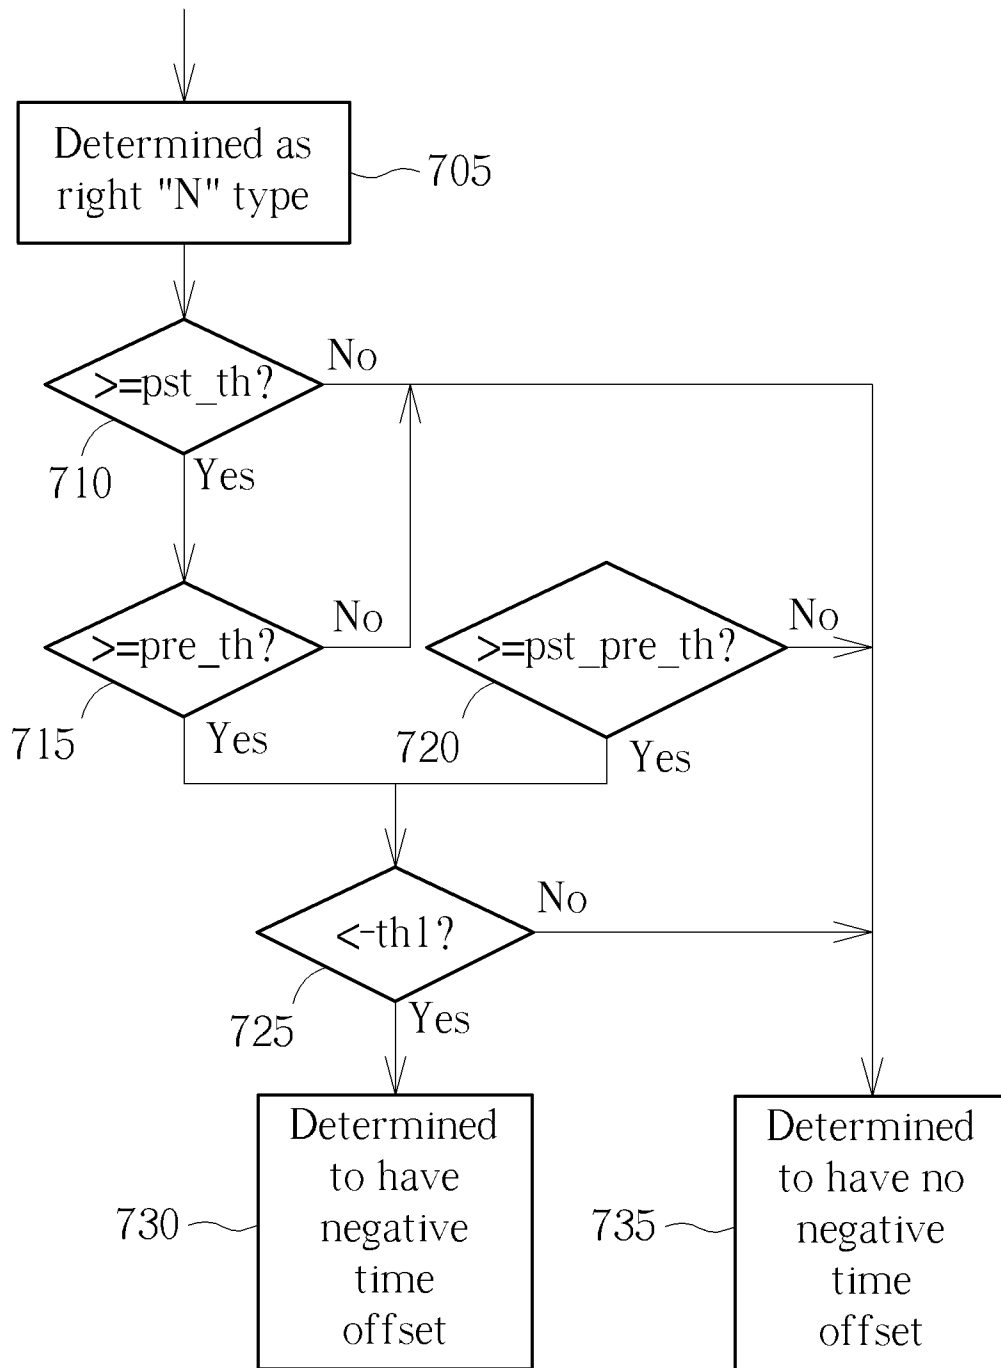 Determined as
right "N" type
705
>=pst_th?
No
710
Yes
>=pre_th?
No
715
Yes
>=pst_pre_th?
No
720
Yes
<-th1?
No
725
Yes
Determined
to have
negative
time
offset
730
Determined
to have no
negative
time
offset
735